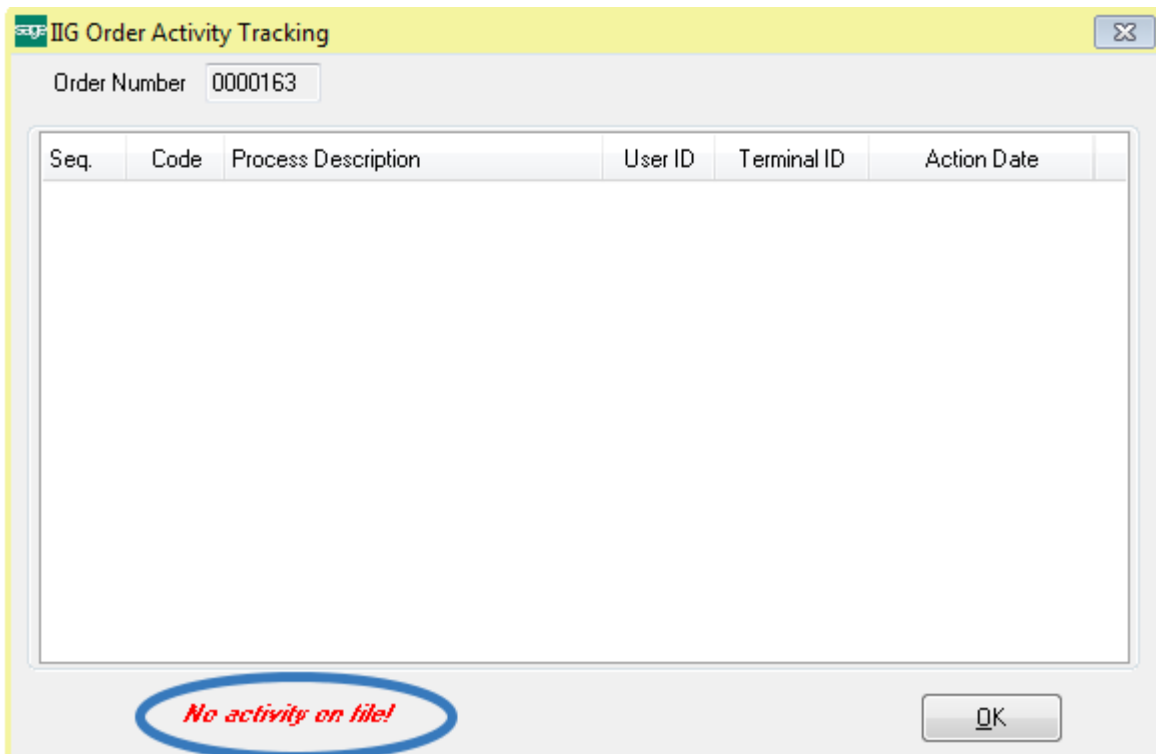 sage IIG Order Activity Tracking
Order Number 0000163
Seq. Code Process Description User ID Terminal ID Action Date
No activity on file!
OK